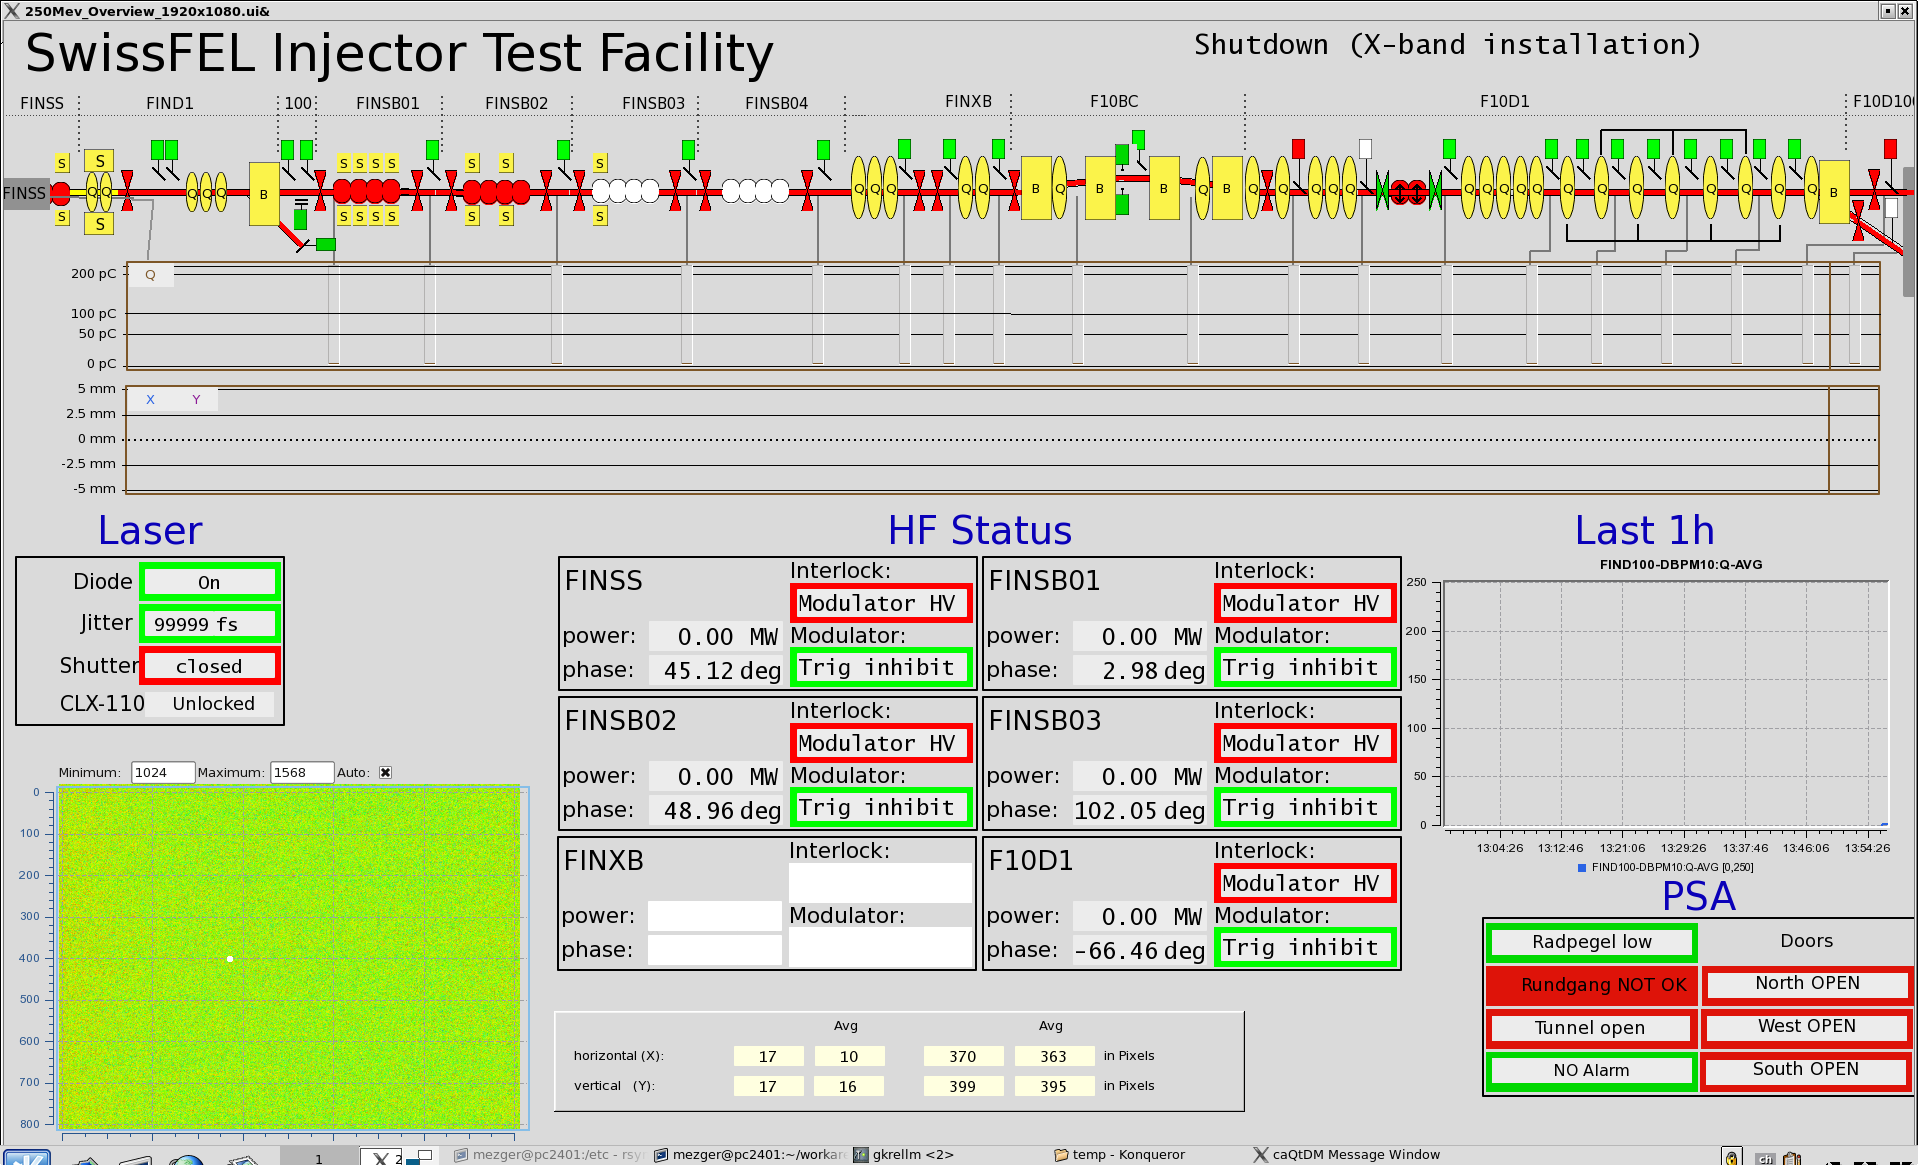 250Mev_Overview_1920x1080.ui&
SwissFEL Injector Test Facility
Shutdown (X-band installation)
FINSS FIND1 100 FINSB01 FINSB02 FINSB03 FINSB04 FINXB F10BC F10D1 F10D100
S S S S S S S S S
FINSS Q Q Q Q Q B Q Q Q Q Q B Q B B Q B Q Q Q Q Q Q Q Q Q Q Q Q Q Q Q Q Q Q Q B
S S S S S S S S S
Q
200 pC
100 pC
50 pC
0 pC
X Y
5 mm
2.5 mm
0 mm
-2.5 mm
-5 mm
Laser
Diode On
Jitter 99999 fs
Shutter closed
CLX-110 Unlocked
Minimum: 1024 Maximum: 1568 Auto:
0
100
200
300
400
500
600
700
800
HF Status
FINSS
Interlock:
Modulator HV
power: 0.00 MW Modulator:
phase: 45.12 deg Trig inhibit
FINSB01
Interlock:
Modulator HV
power: 0.00 MW Modulator:
phase: 2.98 deg Trig inhibit
FINSB02
Interlock:
Modulator HV
power: 0.00 MW Modulator:
phase: 48.96 deg Trig inhibit
FINSB03
Interlock:
Modulator HV
power: 0.00 MW Modulator:
phase: 102.05 deg Trig inhibit
FINXB
Interlock:
power: Modulator:
phase:
F10D1
Interlock:
Modulator HV
power: 0.00 MW Modulator:
phase: -66.46 deg Trig inhibit
Avg Avg
horizontal (X): 17 10 370 363 in Pixels
vertical (Y): 17 16 399 395 in Pixels
Last 1h
FIND100-DBPM10:Q-AVG
250
200
150
100
50
0
13:04:26 13:12:46 13:21:06 13:29:26 13:37:46 13:46:06 13:54:26
FIND100-DBPM10:Q-AVG [0,250]
PSA
Radpegel low Doors
Rundgang NOT OK North OPEN
Tunnel open West OPEN
NO Alarm South OPEN
1 2 mezger@pc2401:/etc - rsy mezger@pc2401:~/workar gkrellm <2> temp - Konqueror caQtDM Message Window ch